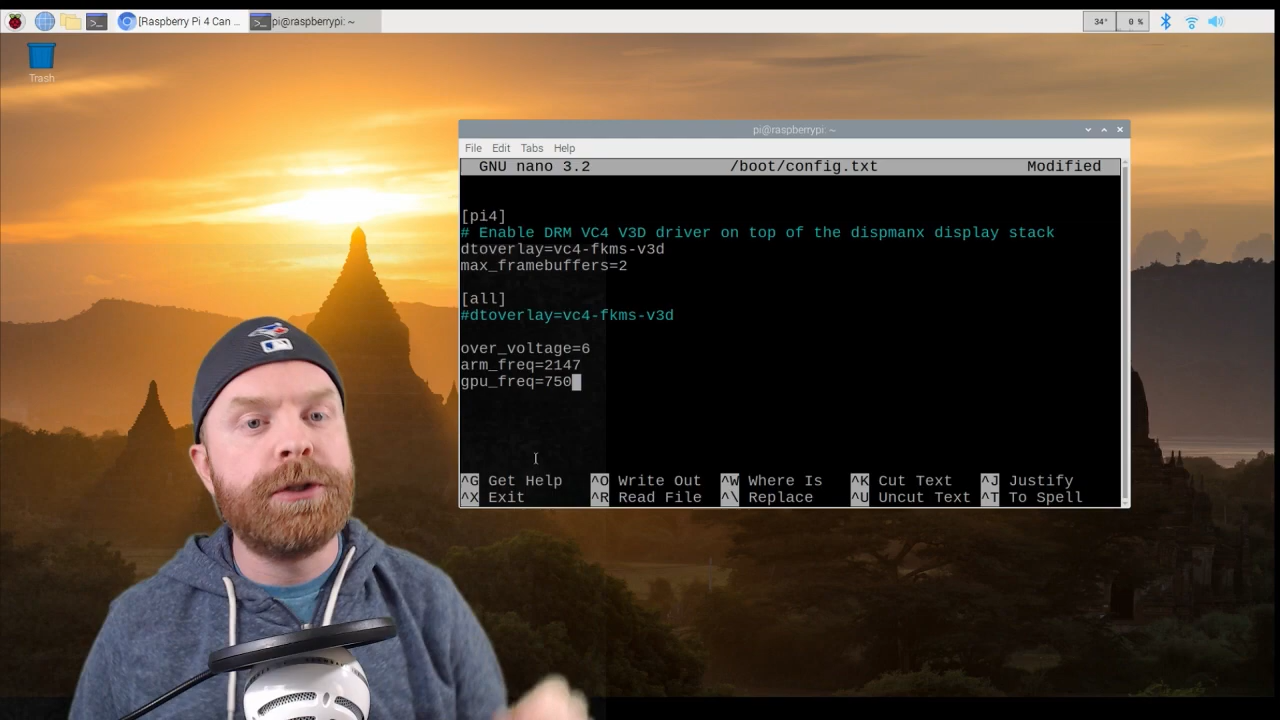 [Raspberry Pi 4 Can ...
pi@raspberrypi: ~
34°
0 %
Trash
pi@raspberrypi: ~
File Edit Tabs Help
GNU nano 3.2 /boot/config.txt Modified
[pi4]
# Enable DRM VC4 V3D driver on top of the dispmanx display stack
dtoverlay=vc4-fkms-v3d
max_framebuffers=2
[all]
#dtoverlay=vc4-fkms-v3d
over_voltage=6
arm_freq=2147
gpu_freq=750
^G Get Help ^O Write Out ^W Where Is ^K Cut Text ^J Justify
^X Exit ^R Read File ^\ Replace ^U Uncut Text ^T To Spell